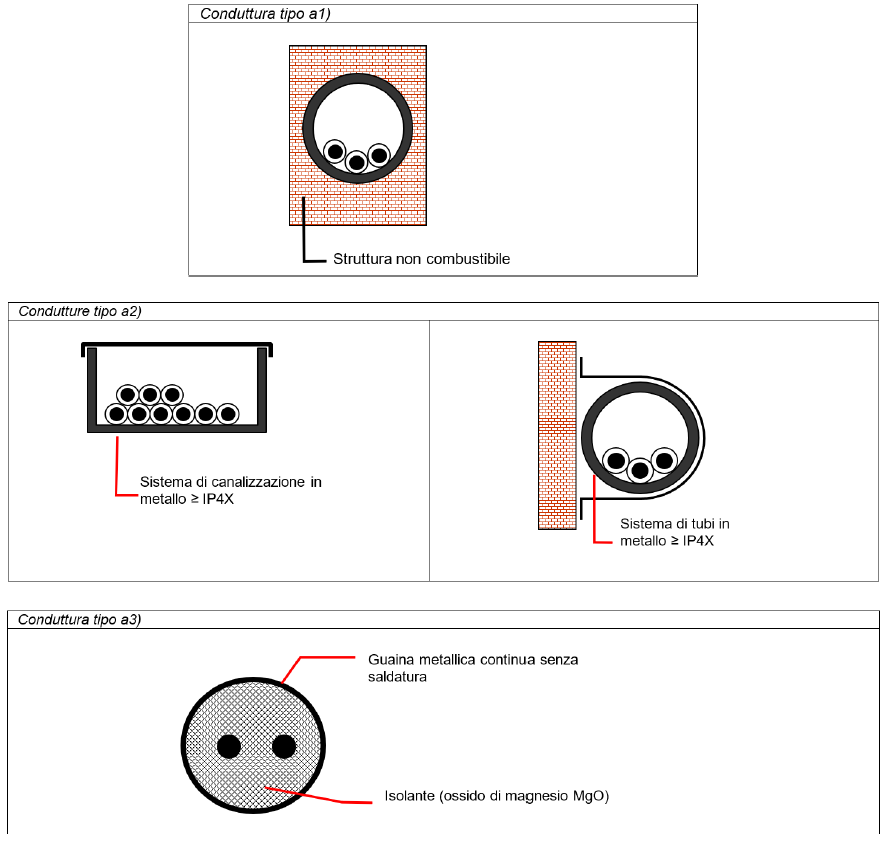 Conduttura tipo a1)
Struttura non combustibile
Condutture tipo a2)
Sistema di canalizzazione in
metallo ≥ IP4X
Sistema di tubi in
metallo ≥ IP4X
Conduttura tipo a3)
Guaina metallica continua senza
saldatura
Isolante (ossido di magnesio MgO)